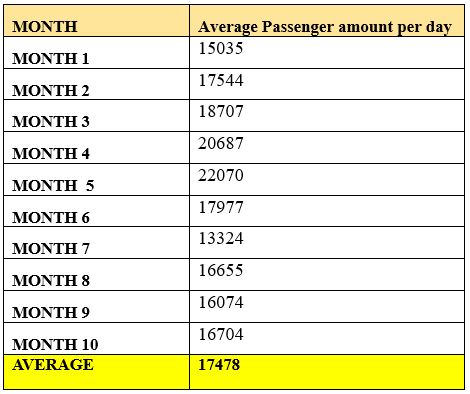 MONTH Average Passenger amount per day
MONTH 1 15035
MONTH 2 17544
MONTH 3 18707
MONTH 4 20687
MONTH  5 22070
MONTH 6 17977
MONTH 7 13324
MONTH 8 16655
MONTH 9 16074
MONTH 10 16704
AVERAGE 17478